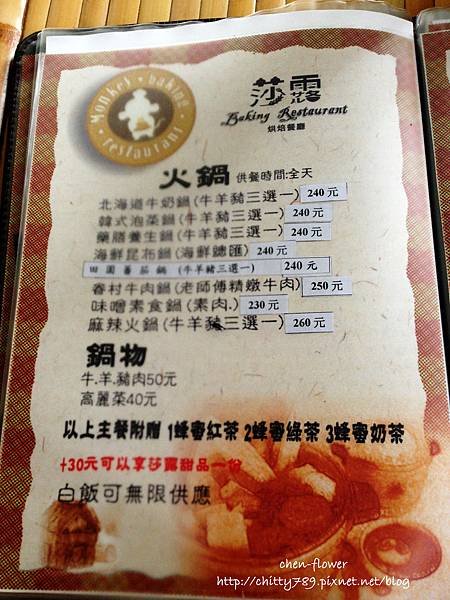 Monkey baking restaurant
莎露
Baking Restaurant
烘焙餐廳
火鍋 供餐時間:全天
北海道牛奶鍋(牛羊豬三選一) 240元
韓式泡菜鍋(牛羊豬三選一) 240元
藥膳養生鍋(牛羊豬三選一) 240元
海鮮昆布鍋(海鮮總匯) 240元
田園蕃茄鍋 (牛羊豬三選一) 240元
眷村牛肉鍋(老師傅精燉牛肉) 250元
味噌素食鍋(素肉.) 230元
麻辣火鍋(牛羊豬三選一) 260元
鍋物
牛.羊.豬肉50元
高麗菜40元
以上主餐附贈 1蜂蜜紅茶 2蜂蜜綠茶 3蜂蜜奶茶
+30元可以享莎露甜品一份
白飯可無限供應
chen-flower
http://chitty789.pixnet.net/blog